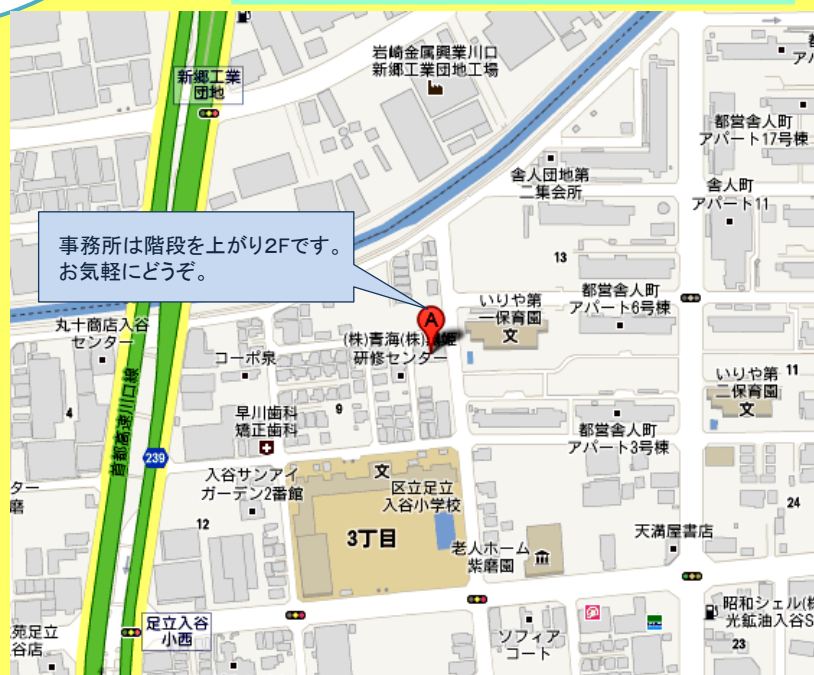 岩崎金属興業川口
新郷工業団地工場
新郷工業
団地
都営舎人町
アパート17号棟
舎人団地第
二集会所
舎人町
アパート11
事務所は階段を上がり2Fです。
お気軽にどうぞ。
13
都営舎人町
アパート6号棟
いりや第
一保育園
文
A
丸十商店入谷
センター
(株)青海(株)
研修センター
コーポ泉
いりや第
二保育園
文
11
首都高速川口線
4
9
早川歯科
矯正歯科
都営舎人町
アパート3号棟
239
入谷サンアイ
ガーデン2番館
文
区立足立
入谷小学校
ター
磨
12
24
3丁目
天満屋書店
老人ホーム
紫磨園
足立入谷
小西
苑足立
谷店
ソフィア
コート
昭和シェル(株
光鉱油入谷S
23